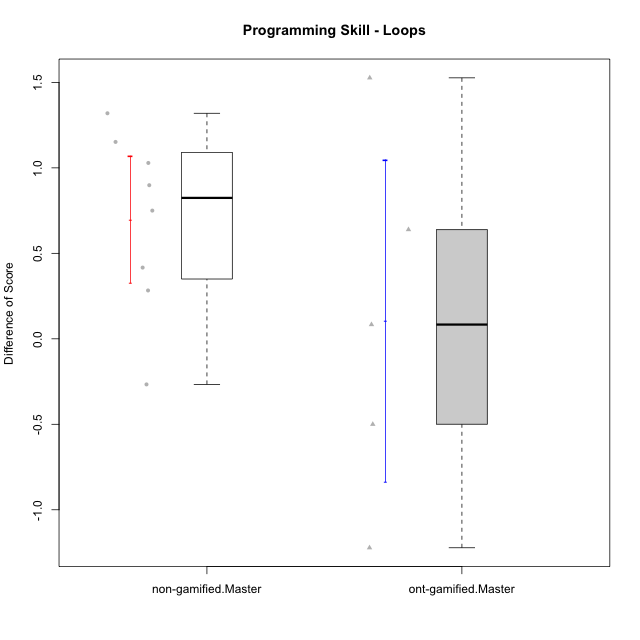 Programming Skill - Loops
Difference of Score
1.5
1.0
0.5
0.0
-0.5
-1.0
non-gamified.Master
ont-gamified.Master